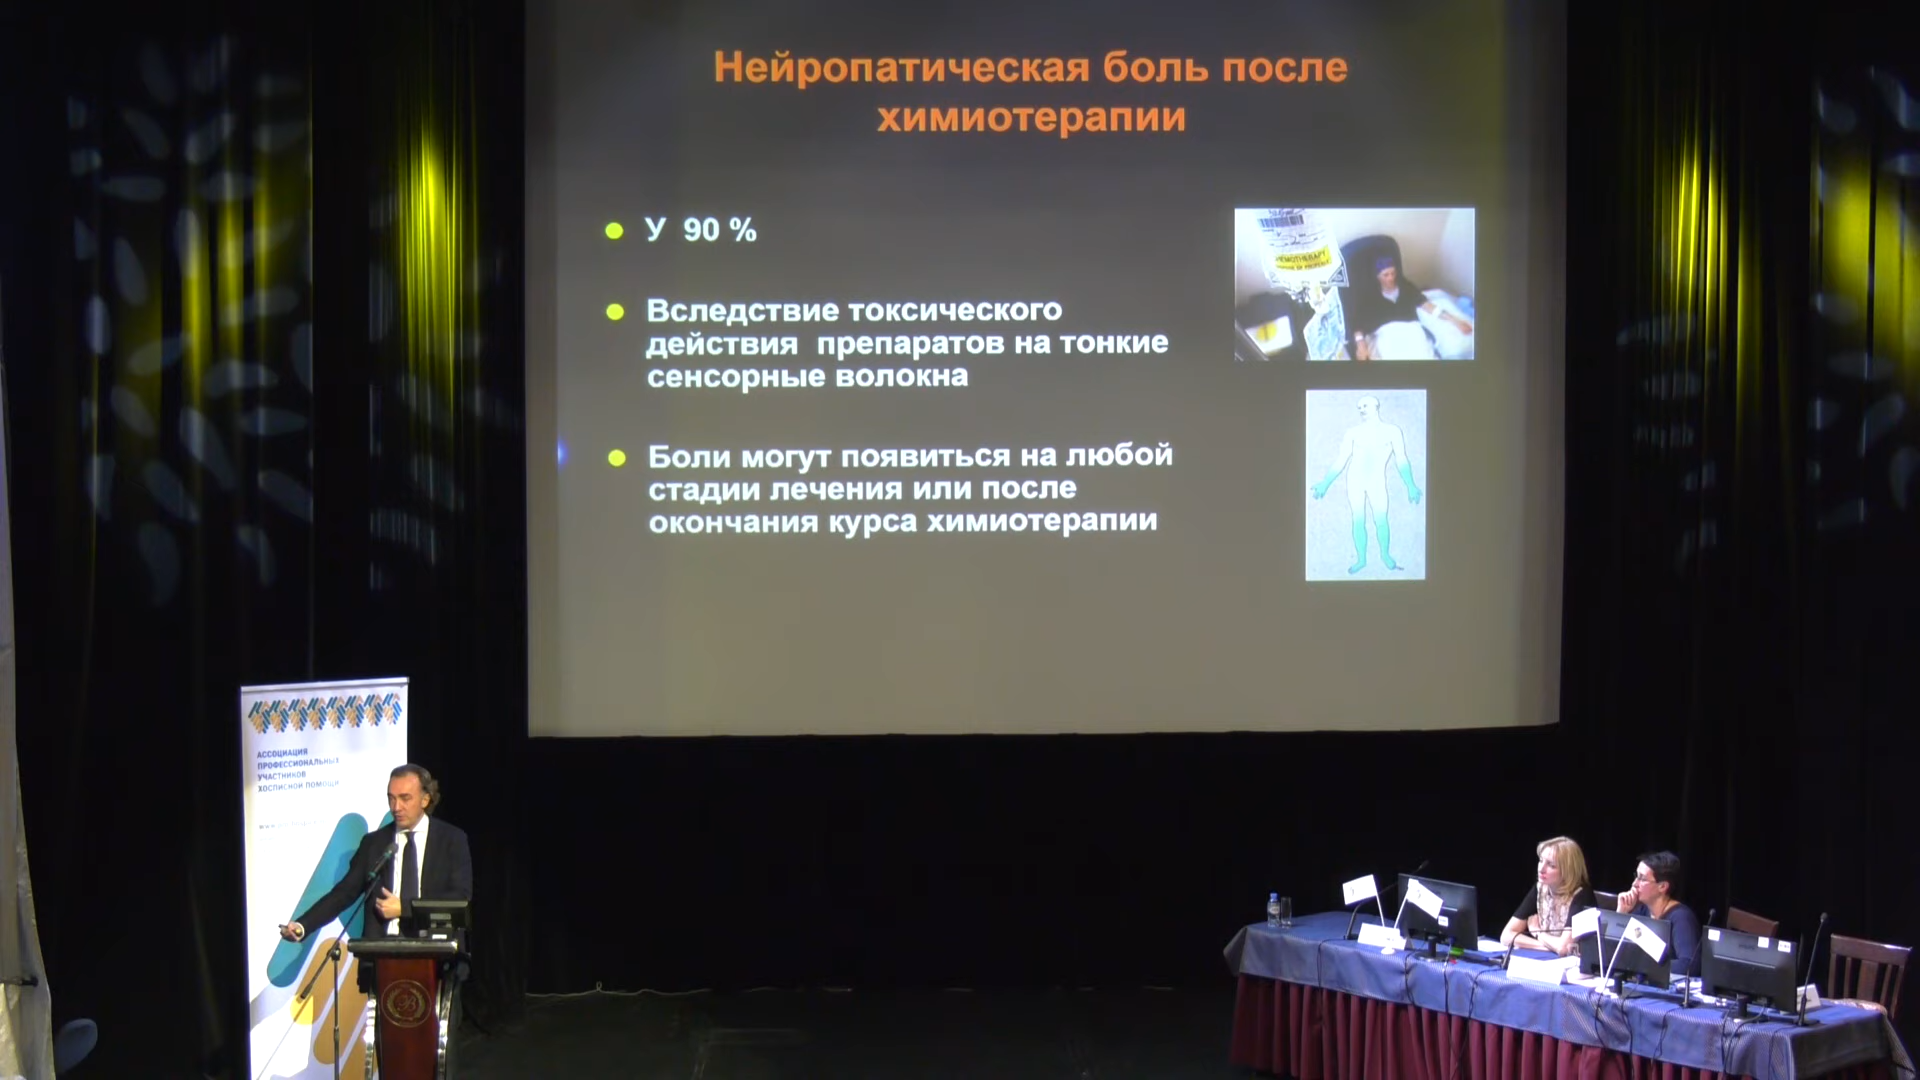 Нейропатическая боль после
химиотерапии
У 90 %
Вследствие токсического
действия препаратов на тонкие
сенсорные волокна
Боли могут появиться на любой
стадии лечения или после
окончания курса химиотерапии
АССОЦИАЦИЯ
ПРОФЕССИОНАЛЬНЫХ
УЧАСТНИКОВ
ХОСПИСНОЙ ПОМОЩИ